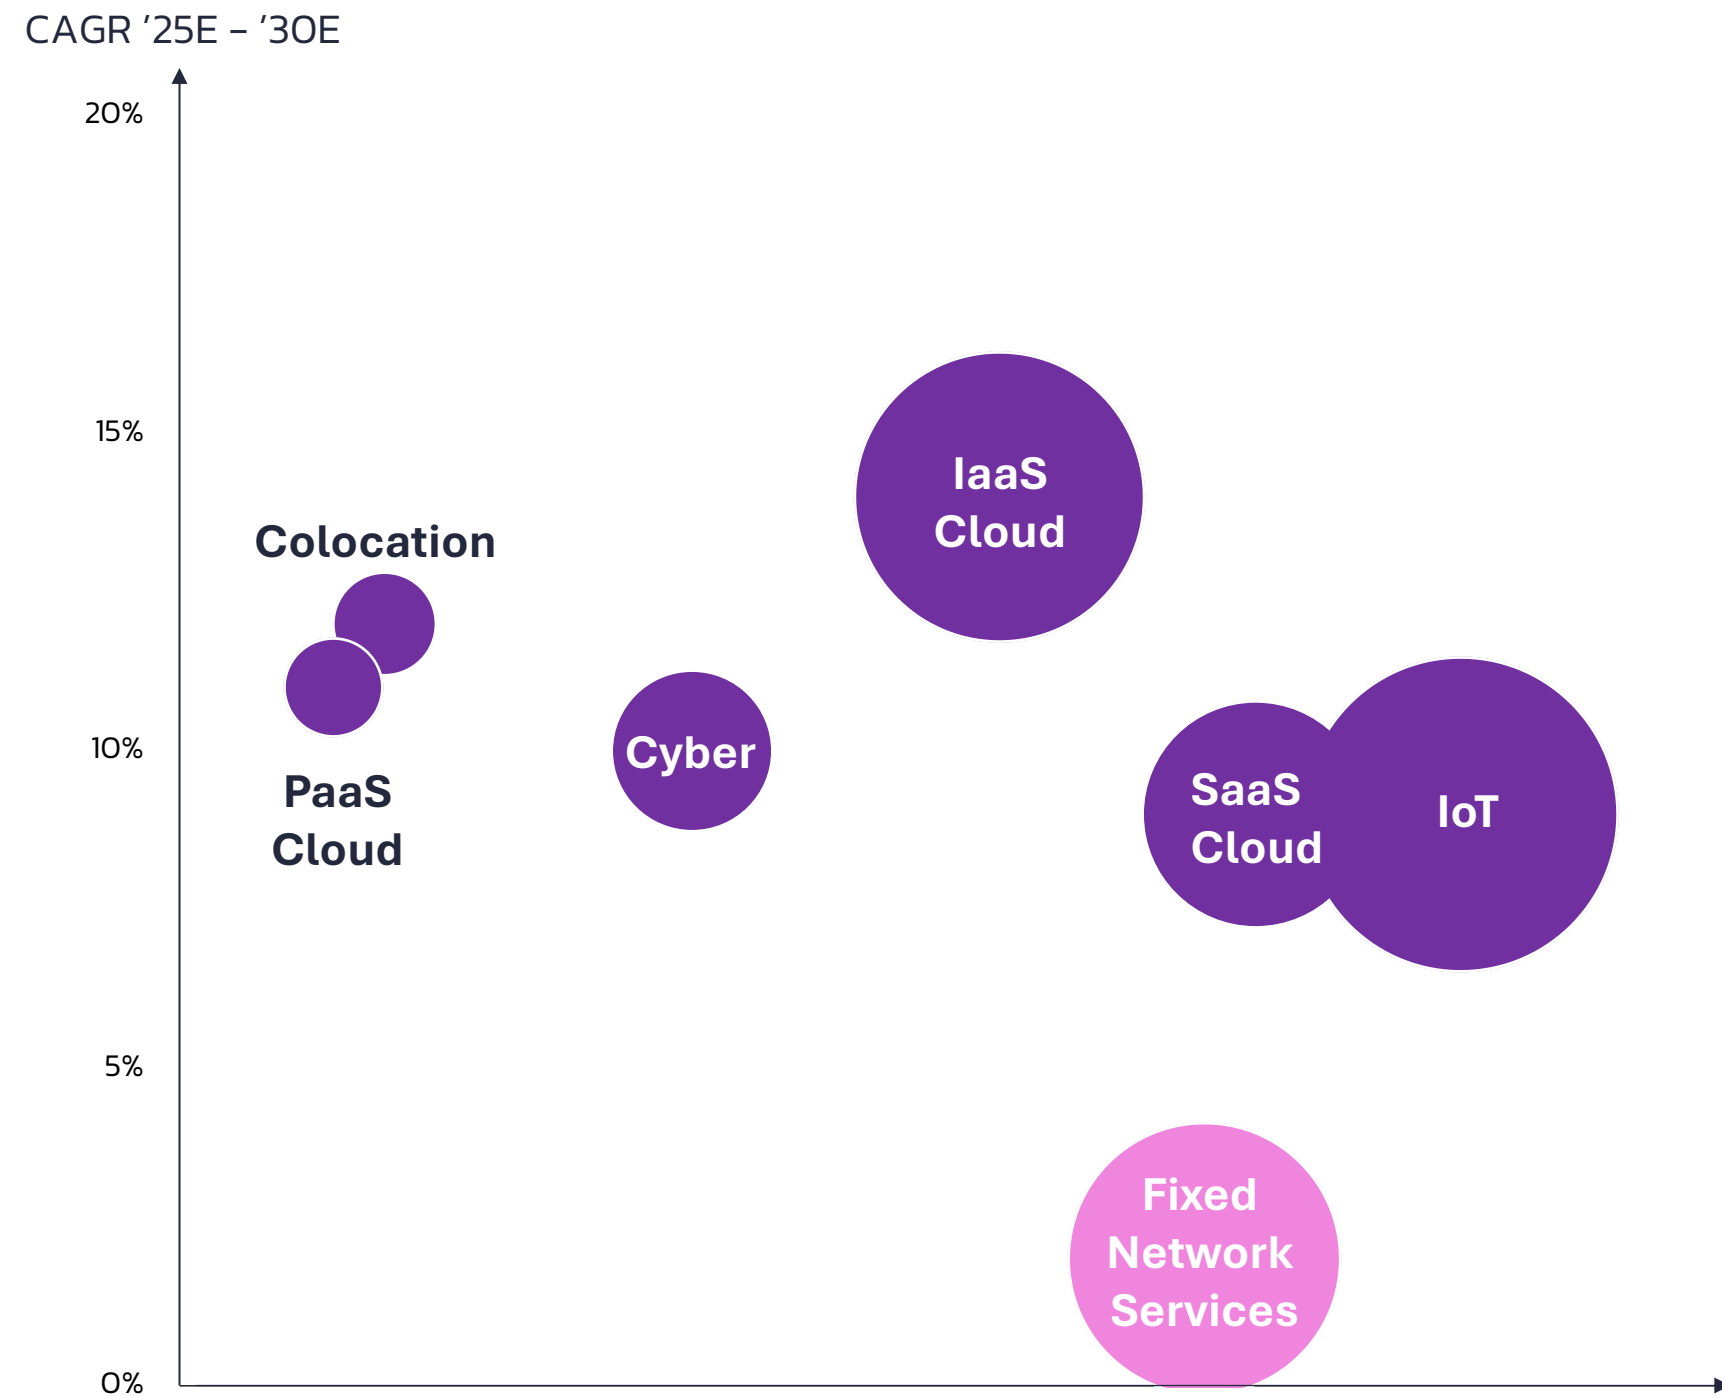 CAGR ’25E – ’30E
20%
15%
10%
5%
0%
Colocation
PaaS
Cloud
Cyber
IaaS
Cloud
SaaS
Cloud
IoT
Fixed
Network
Services